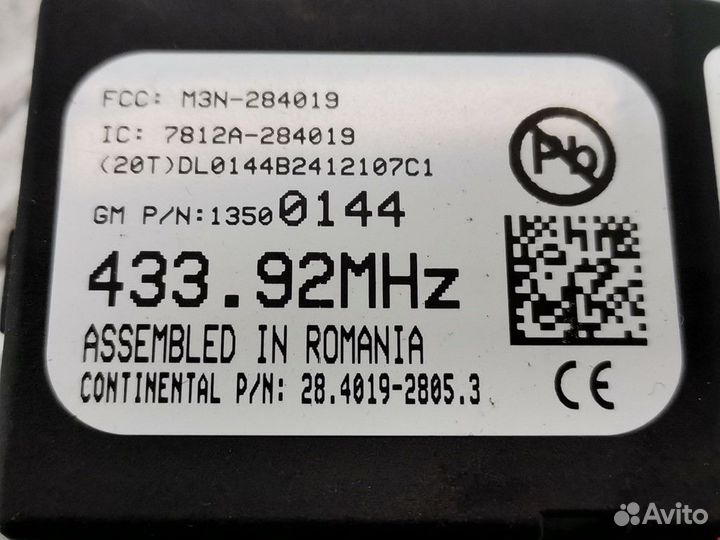 FCC: M3N-284019
IC: 7812A-284019
(20T)DL0144B2412107C1
GM P/N:13500144
433.92MHz
ASSEMBLED IN ROMANIA
CONTINENTAL P/N: 28.4019-2805.3
Pb
CE
Avito